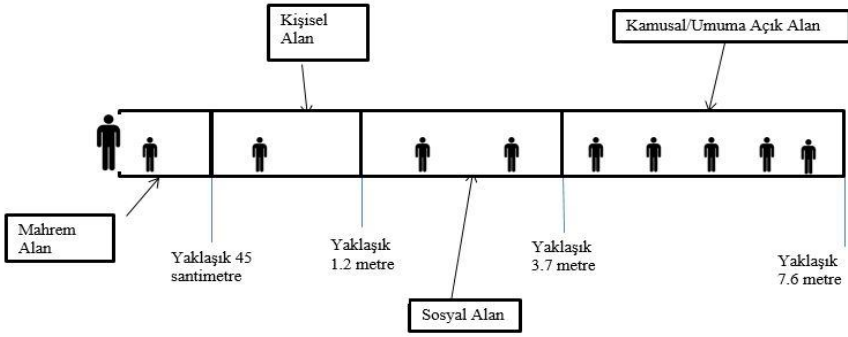 Kişisel
Alan
Kamusal/Umuma Açık Alan
Mahrem
Alan
Yaklaşık 45
santimetre
Yaklaşık
1.2 metre
Yaklaşık
3.7 metre
Yaklaşık
7.6 metre
Sosyal Alan